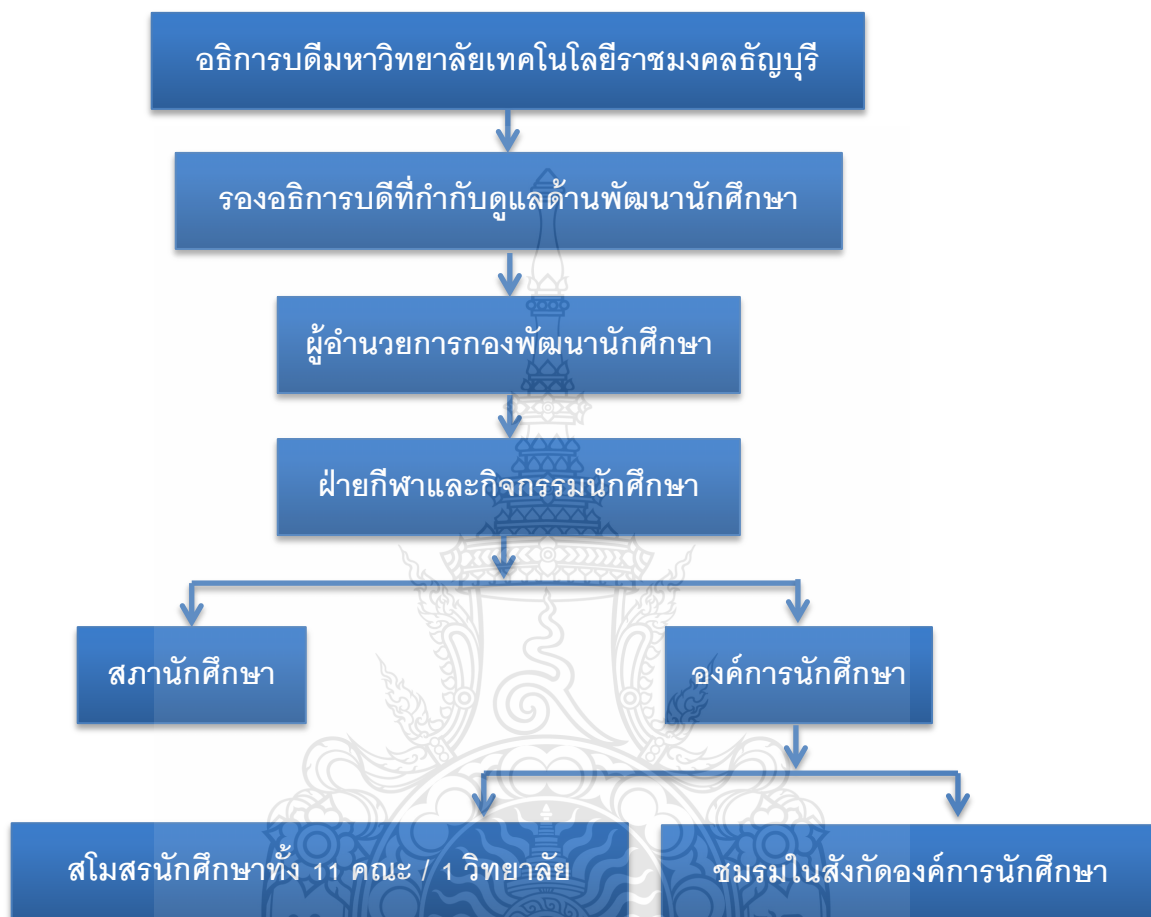 อธิการบดีมหาวิทยาลัยเทคโนโลยีราชมงคลธัญบุรี
รองอธิการบดีที่กำกับดูแลด้านพัฒนานักศึกษา
ผู้อำนวยการกองพัฒนานักศึกษา
ฝ่ายกีฬาและกิจกรรมนักศึกษา
สภานักศึกษา
องค์การนักศึกษา
สโมสรนักศึกษาทั้ง 11 คณะ / 1 วิทยาลัย
ชมรมในสังกัดองค์การนักศึกษา